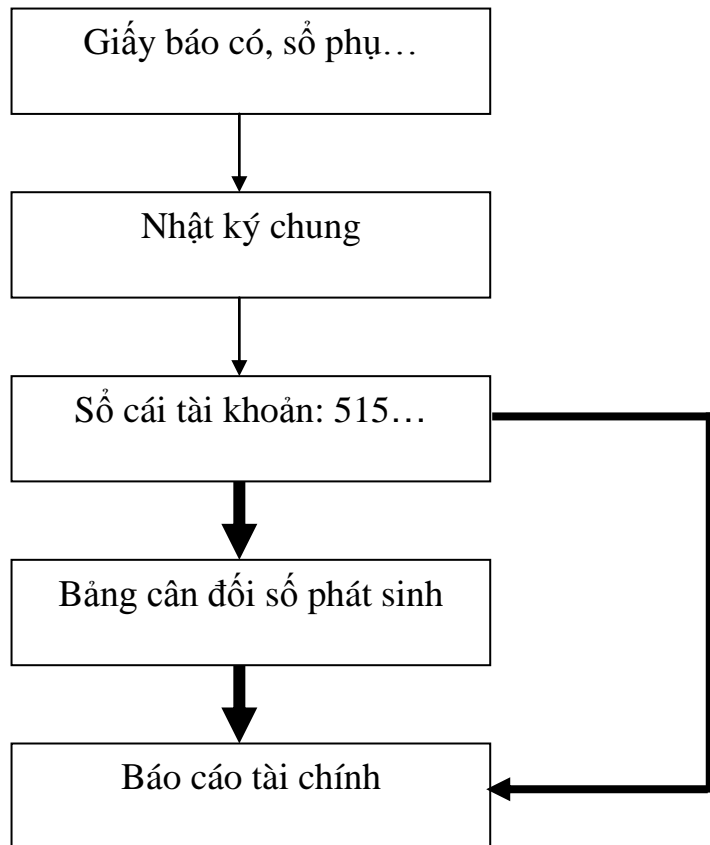 Giấy báo có, sổ phụ…
Nhật ký chung
Sổ cái tài khoản: 515…
Bảng cân đối số phát sinh
Báo cáo tài chính